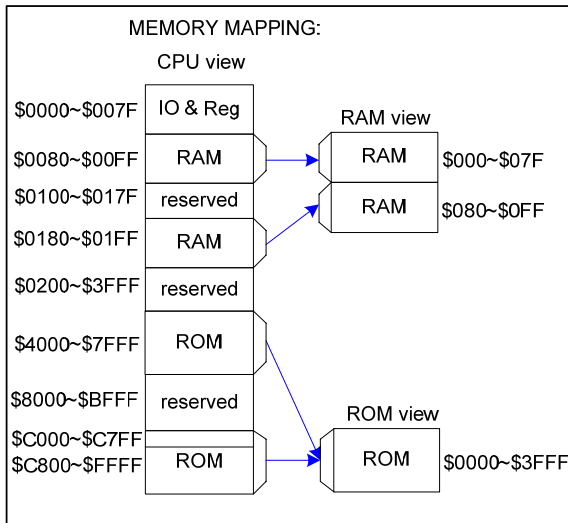 MEMORY MAPPING:
CPU view
$0000~$007F IO & Reg
RAM view
$0080~$00FF RAM RAM $000~$07F
$0100~$017F reserved
RAM $080~$0FF
$0180~$01FF RAM
$0200~$3FFF reserved
$4000~$7FFF ROM
$8000~$BFFF reserved
ROM view
$C000~$C7FF
$C800~$FFFF ROM ROM $0000~$3FFF